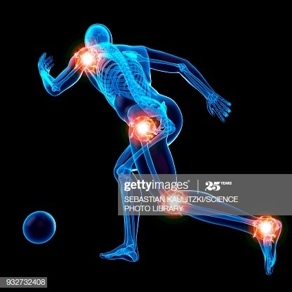 gettyimages® 25 YEARS
SEBASTIAN KAULITZKI/SCIENCE
PHOTO LIBRARY
932732408